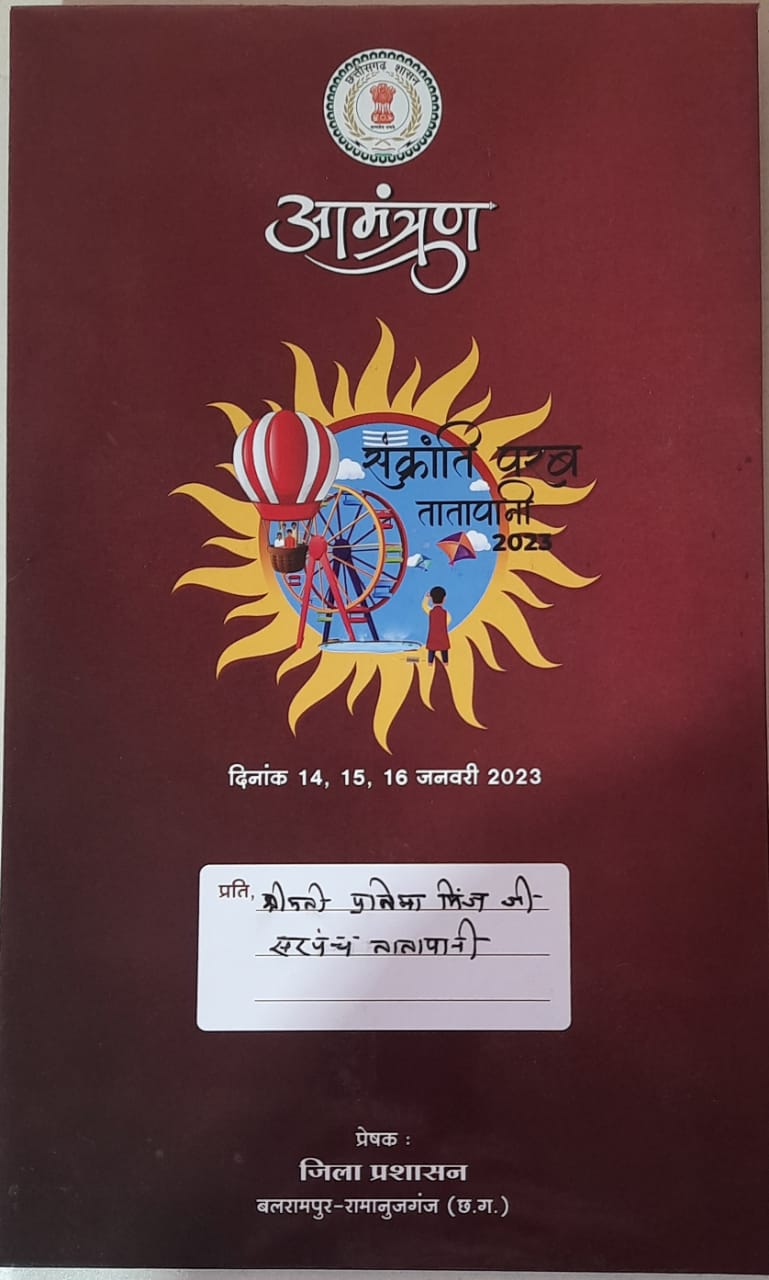 छत्तीसगढ़ शासन
आमंत्रण
संक्रांति परब
तातापानी
2023
दिनांक 14, 15, 16 जनवरी 2023
प्रति, श्रीमती प्रतिमा मिंज जी
सरपंच तातापानी
प्रेषक :
जिला प्रशासन
बलरामपुर-रामानुजगंज (छ.ग.)